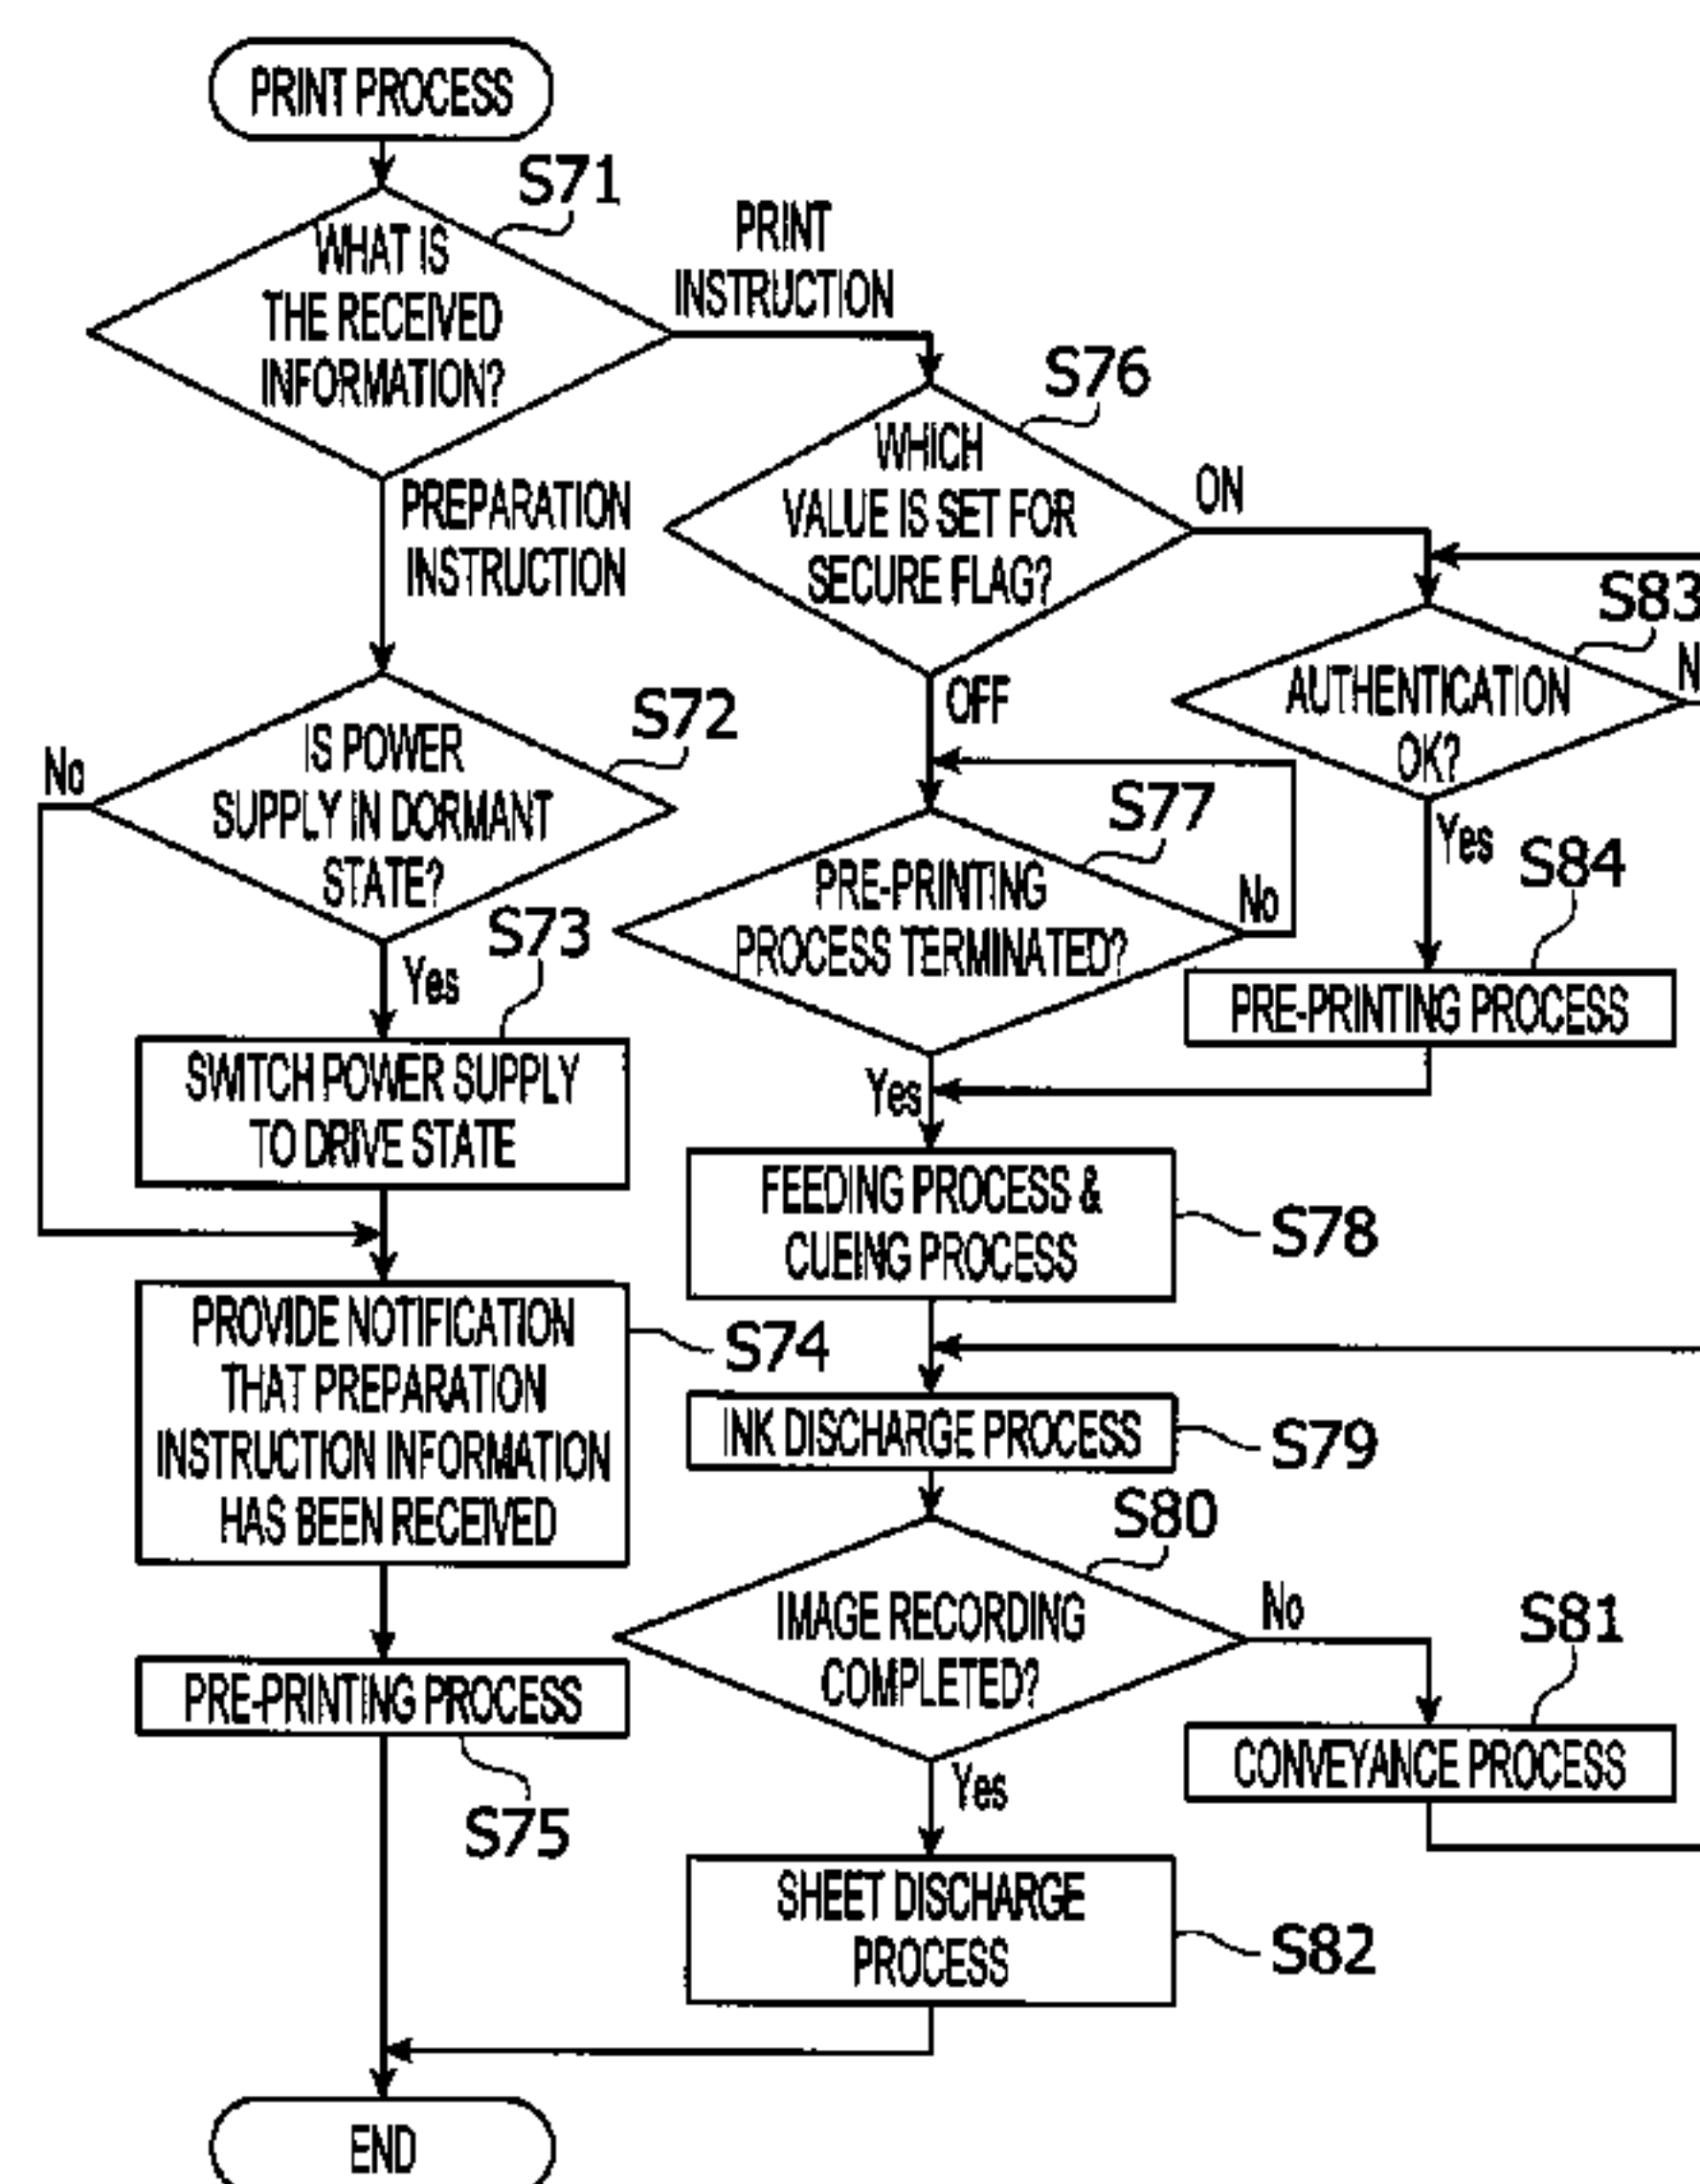 PRINT PROCESS
S71
WHAT IS
THE RECEIVED
INFORMATION?
PRINT
INSTRUCTION
PREPARATION
INSTRUCTION
S76
WHICH
VALUE IS SET FOR
SECURE FLAG?
ON
OFF
S83
AUTHENTICATION
OK?
N
Yes
S72
IS POWER
SUPPLY IN DORMANT
STATE?
No
Yes
S77
PRE-PRINTING
PROCESS TERMINATED?
No
Yes
S84
PRE-PRINTING PROCESS
S73
SWITCH POWER SUPPLY
TO DRIVE STATE
FEEDING PROCESS &
CUEING PROCESS
S78
PROVIDE NOTIFICATION
THAT PREPARATION
INSTRUCTION INFORMATION
HAS BEEN RECEIVED
S74
INK DISCHARGE PROCESS
S79
S80
IMAGE RECORDING
COMPLETED?
No
Yes
S81
CONVEYANCE PROCESS
PRE-PRINTING PROCESS
S75
SHEET DISCHARGE
PROCESS
S82
END